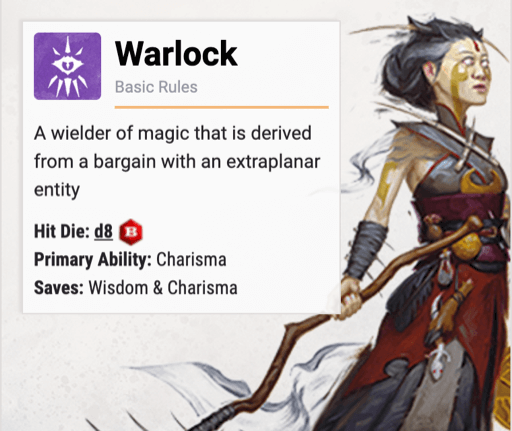 Warlock
Basic Rules
A wielder of magic that is derived
from a bargain with an extraplanar
entity
Hit Die: d8 B
Primary Ability: Charisma
Saves: Wisdom & Charisma